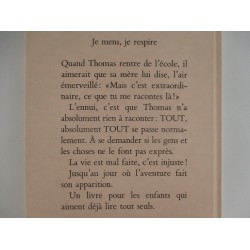 Je mens, je respire
Quand Thomas rentre de l'école, il
aimerait que sa mère lui dise, l'air
émerveillé: «Mais c'est extraordi-
naire, ce que tu me racontes là!»
L'ennui, c'est que Thomas n'a
absolument rien à raconter: TOUT,
absolument TOUT se passe norma-
lement. À se demander si les gens et
les choses ne le font pas exprès.
La vie est mal faite, c'est injuste!
Jusqu'au jour où l'aventure fait
son apparition.
Un livre pour les enfants qui
aiment déjà lire tout seuls.